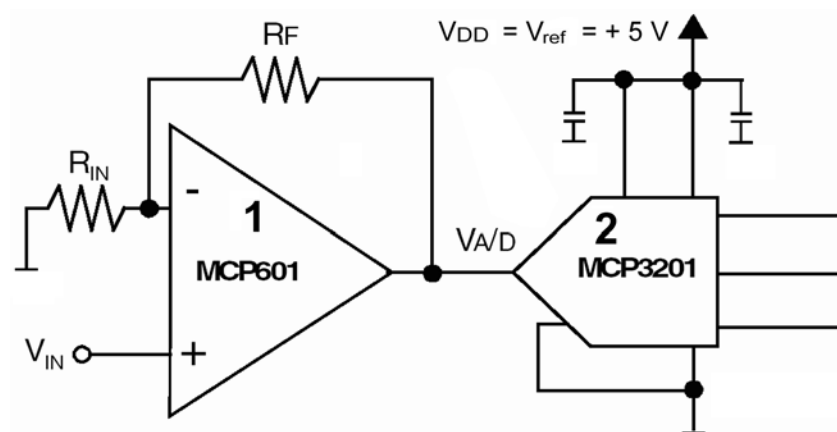 RF
VDD = Vref = + 5 V
RIN
-
1
2
MCP601
VA/D
MCP3201
VIN
+